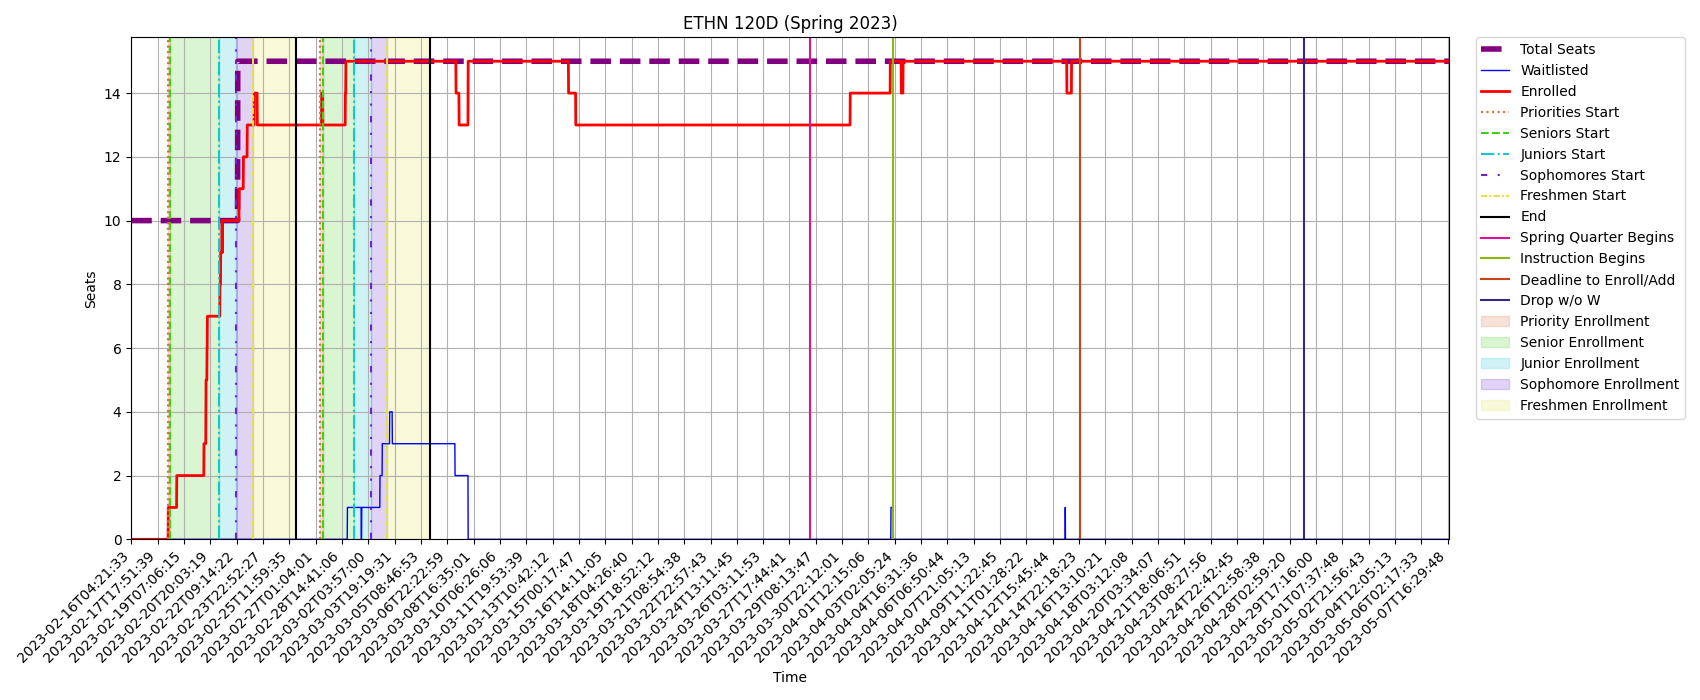 ETHN 120D (Spring 2023)
Seats
14
12
10
8
6
4
2
0
2023-02-16T04:21:33
2023-02-17T17:51:39
2023-02-19T07:06:15
2023-02-20T20:03:19
2023-02-22T09:14:22
2023-02-23T22:52:27
2023-02-25T11:59:35
2023-02-27T01:04:01
2023-02-28T14:41:06
2023-03-02T03:57:00
2023-03-03T19:19:31
2023-03-05T08:46:53
2023-03-06T22:22:59
2023-03-08T16:35:01
2023-03-10T06:26:06
2023-03-11T19:53:39
2023-03-13T10:42:12
2023-03-15T00:17:47
2023-03-16T14:11:05
2023-03-18T04:26:40
2023-03-19T18:52:12
2023-03-21T08:54:38
2023-03-22T22:57:43
2023-03-24T13:11:45
2023-03-26T03:11:53
2023-03-27T17:44:41
2023-03-29T08:13:47
2023-03-30T22:12:01
2023-04-01T12:15:06
2023-04-03T02:05:24
2023-04-04T16:31:36
2023-04-06T06:50:44
2023-04-07T21:05:13
2023-04-09T11:22:45
2023-04-11T01:28:22
2023-04-12T15:45:44
2023-04-14T22:18:23
2023-04-16T13:10:21
2023-04-18T03:12:08
2023-04-20T03:34:07
2023-04-21T18:06:51
2023-04-23T08:27:56
2023-04-24T22:42:45
2023-04-26T12:58:38
2023-04-28T02:59:20
2023-04-29T17:16:00
2023-05-01T07:37:48
2023-05-02T21:56:43
2023-05-04T12:05:13
2023-05-06T02:17:33
2023-05-07T16:29:48
Time
Total Seats
Waitlisted
Enrolled
Priorities Start
Seniors Start
Juniors Start
Sophomores Start
Freshmen Start
End
Spring Quarter Begins
Instruction Begins
Deadline to Enroll/Add
Drop w/o W
Priority Enrollment
Senior Enrollment
Junior Enrollment
Sophomore Enrollment
Freshmen Enrollment